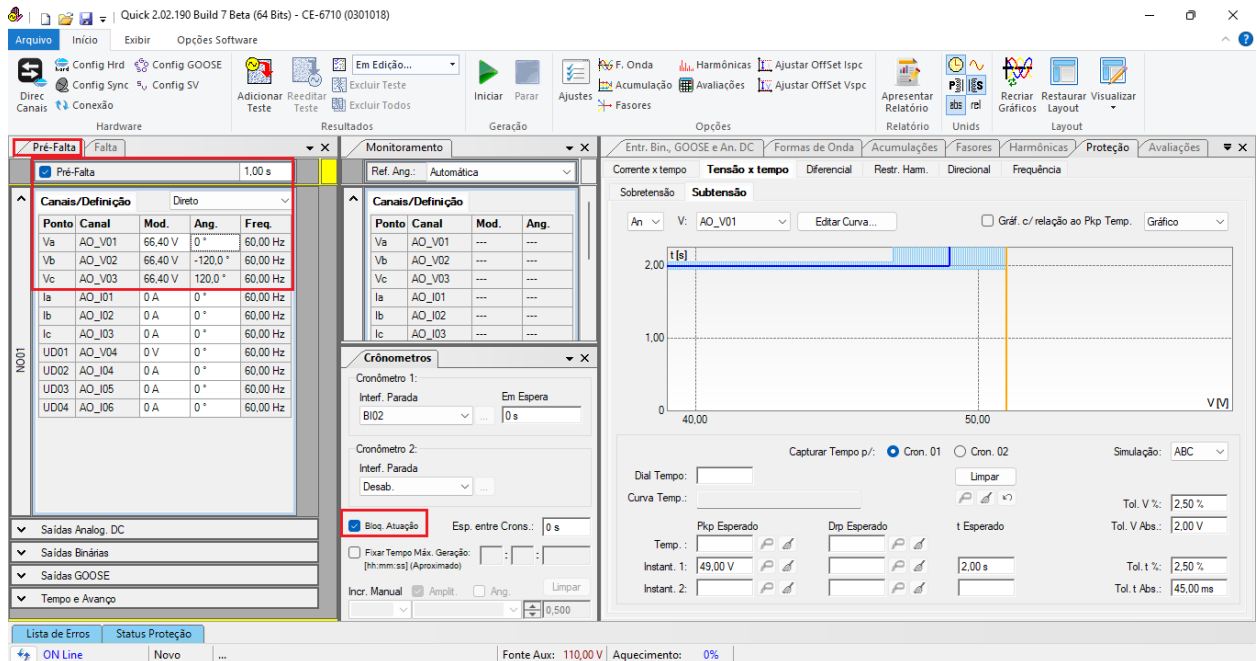 Quick 2.02.190 Build 7 Beta (64 Bits) - CE-6710 (0301018)
Arquivo Início Exibir Opções Software
Config Hrd Config GOOSE
Config Sync Config SV
Direc Canais Conexão
Hardware
Adicionar Teste
Reeditar Teste
Em Edição...
Excluir Teste
Excluir Todos
Resultados
Iniciar Parar
Geração
Ajustes
F. Onda Harmônicas Ajustar OffSet Ispc
Acumulação Avaliações Ajustar OffSet Vspc
Fasores
Opções
Apresentar Relatório
Relatório
abs rel
Unids
Recriar Gráficos
Restaurar Layout
Visualizar
Layout
Pré-Falta Falta
Pré-Falta 1,00 s
Canais/Definição Direto
Ponto Canal Mod. Ang. Freq.
Va AO_V01 66,40 V 0 ° 60,00 Hz
Vb AO_V02 66,40 V -120,0 ° 60,00 Hz
Vc AO_V03 66,40 V 120,0 ° 60,00 Hz
Ia AO_I01 0 A 0 ° 60,00 Hz
Ib AO_I02 0 A 0 ° 60,00 Hz
Ic AO_I03 0 A 0 ° 60,00 Hz
UD01 AO_V04 0 V 0 ° 60,00 Hz
UD02 AO_I04 0 A 0 ° 60,00 Hz
UD03 AO_I05 0 A 0 ° 60,00 Hz
UD04 AO_I06 0 A 0 ° 60,00 Hz
NO01
Saídas Analog. DC
Saídas Binárias
Saídas GOOSE
Tempo e Avanço
Monitoramento
Ref. Ang.: Automática
Canais/Definição
Ponto Canal Mod. Ang.
Va AO_V01 --- ---
Vb AO_V02 --- ---
Vc AO_V03 --- ---
Ia AO_I01 --- ---
Ib AO_I02 --- ---
Ic AO_I03 --- ---
Crônometros
Cronômetro 1:
Interf. Parada Em Espera
BI02 ... 0 s
Cronômetro 2:
Interf. Parada
Desab. ...
Bloq. Atuação Esp. entre Crons.: 0 s
Fixar Tempo Máx. Geração: : :
[hh:mm:ss] (Aproximado)
Incr. Manual Amplit. Ang. Limpar
0,500
Entr. Bin., GOOSE e An. DC Formas de Onda Acumulações Fasores Harmônicas Proteção Avaliações
Corrente x tempo Tensão x tempo Diferencial Restr. Harm. Direcional Frequência
Sobretensão Subtensão
An V: AO_V01 Editar Curva... Gráf. c/ relação ao Pkp Temp. Gráfico
t [s]
2,00
1,00
0
40,00 50,00
V [V]
Capturar Tempo p/: Cron. 01 Cron. 02 Simulação: ABC
Dial Tempo: Limpar
Curva Temp.: Tol. V %: 2,50 %
Pkp Esperado Drp Esperado t Esperado Tol. V Abs.: 2,00 V
Temp. :
Instant. 1: 49,00 V 2,00 s Tol. t %: 2,50 %
Instant. 2: Tol. t Abs.: 45,00 ms
Lista de Erros Status Proteção
ON Line Novo ... Fonte Aux: 110,00 V Aquecimento: 0%